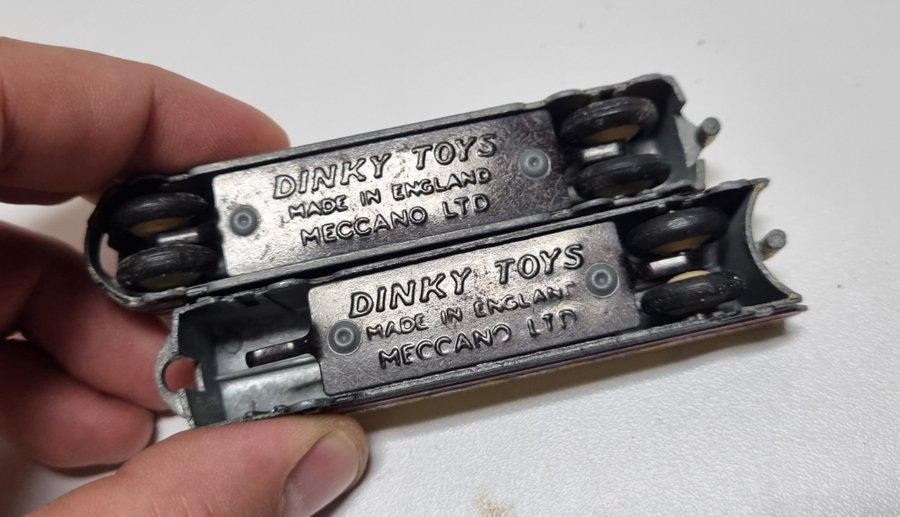 DINKY TOYS
MADE IN ENGLAND
MECCANO LTD
DINKY TOYS
MADE IN ENGLAND
MECCANO LTD